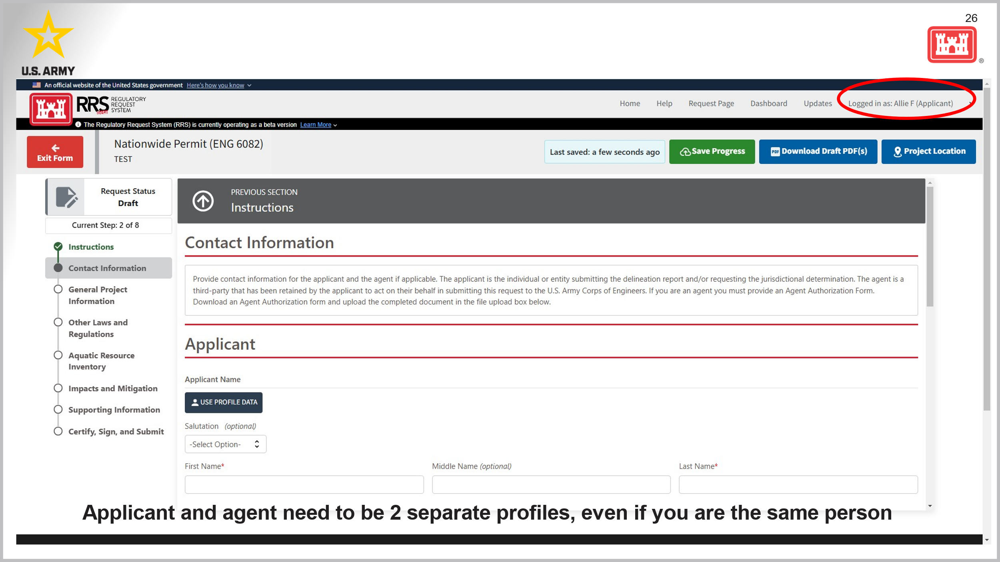 26
U.S. ARMY
®
An official website of the United States government Here's how you know
RRS beta REGULATORY REQUEST SYSTEM
Home Help Request Page Dashboard Updates Logged in as: Allie F (Applicant)
The Regulatory Request System (RRS) is currently operating as a beta version Learn More
Exit Form
Nationwide Permit (ENG 6082)
TEST
Last saved: a few seconds ago
Save Progress
PDF Download Draft PDF(s)
Project Location
Request Status
Draft
Current Step: 2 of 8
Instructions
Contact Information
General Project
Information
Other Laws and
Regulations
Aquatic Resource
Inventory
Impacts and Mitigation
Supporting Information
Certify, Sign, and Submit
PREVIOUS SECTION
Instructions
Contact Information
Provide contact information for the applicant and the agent if applicable. The applicant is the individual or entity submitting the delineation report and/or requesting the jurisdictional determination. The agent is a
third-party that has been retained by the applicant to act on their behalf in submitting this request to the U.S. Army Corps of Engineers. If you are an agent you must provide an Agent Authorization Form.
Download an Agent Authorization form and upload the completed document in the file upload box below.
Applicant
Applicant Name
USE PROFILE DATA
Salutation (optional)
-Select Option-
First Name* Middle Name (optional) Last Name*
Applicant and agent need to be 2 separate profiles, even if you are the same person